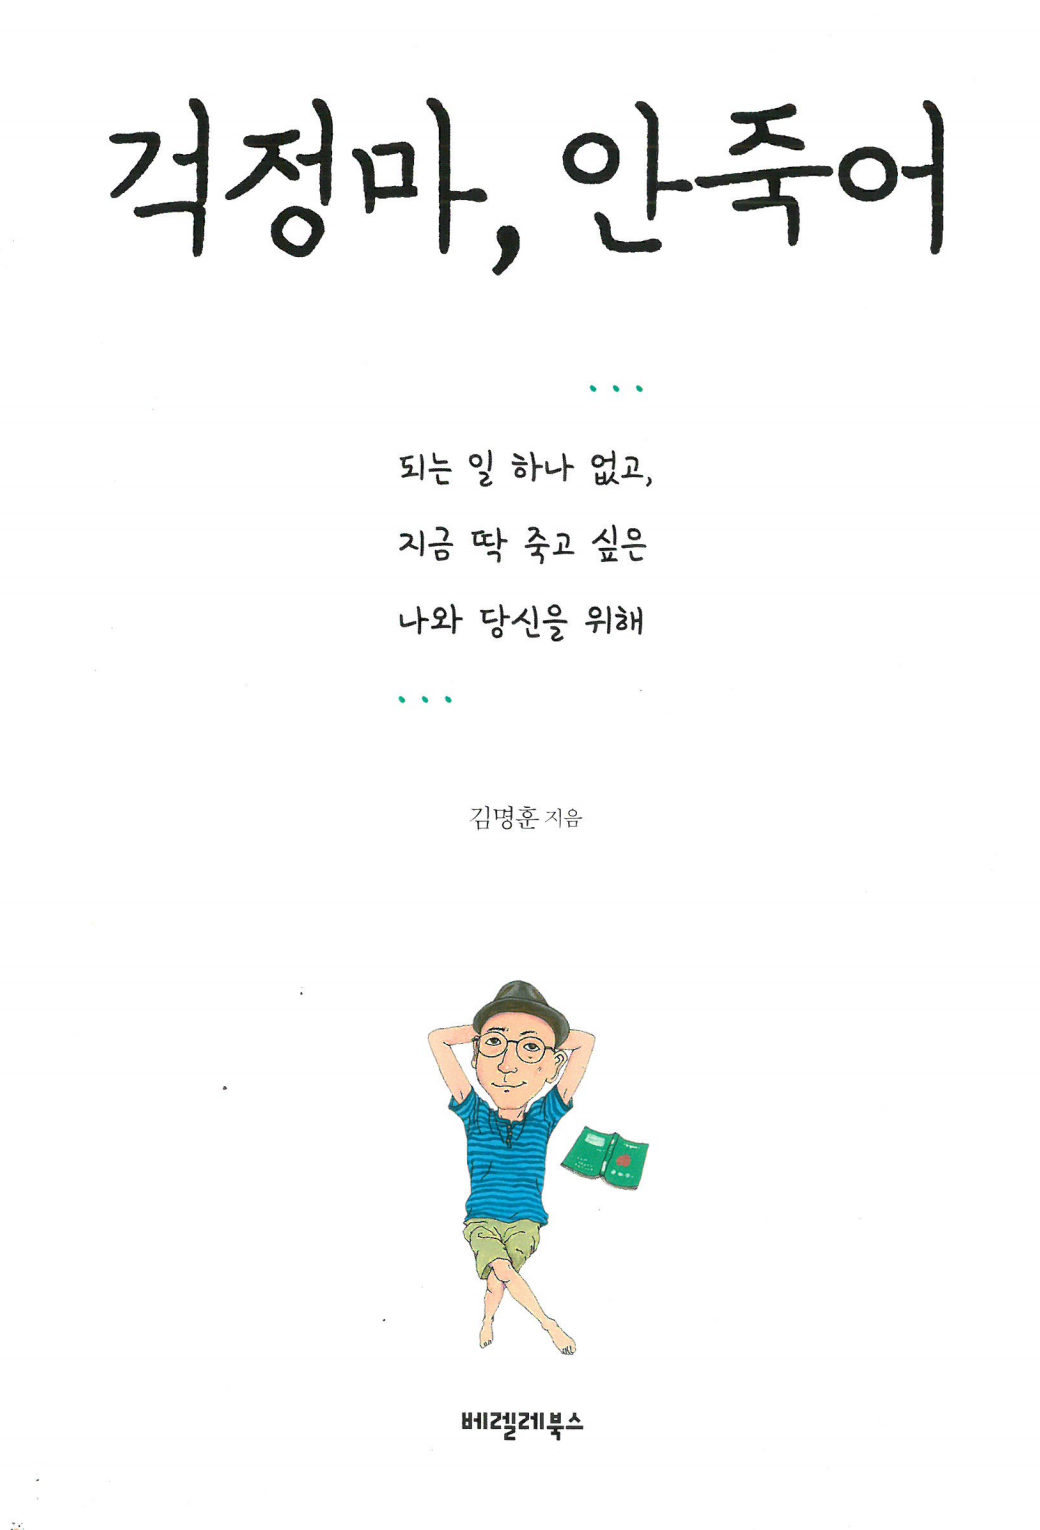 걱정마, 안죽어
되는 일 하나 없고,
지금 딱 죽고 싶은
나와 당신을 위해
김명훈 지음
베렐레북스